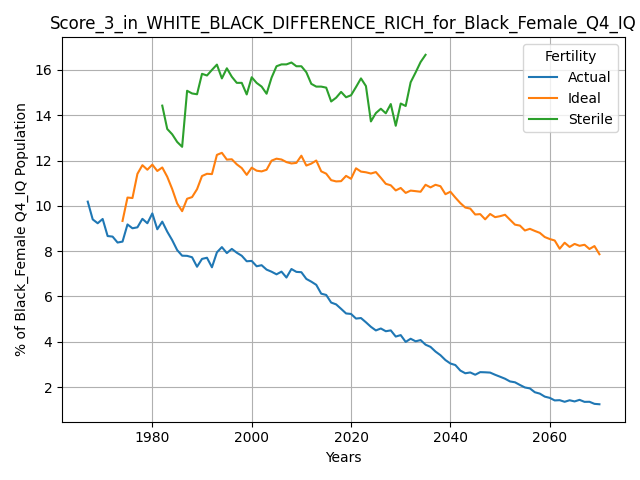 Score_3_in_WHITE_BLACK_DIFFERENCE_RICH_for_Black_Female_Q4_IQ
% of Black_Female Q4_IQ Population
16
14
12
10
8
6
4
2
Fertility
Actual
Ideal
Sterile
1980
2000
2020
2040
2060
Years